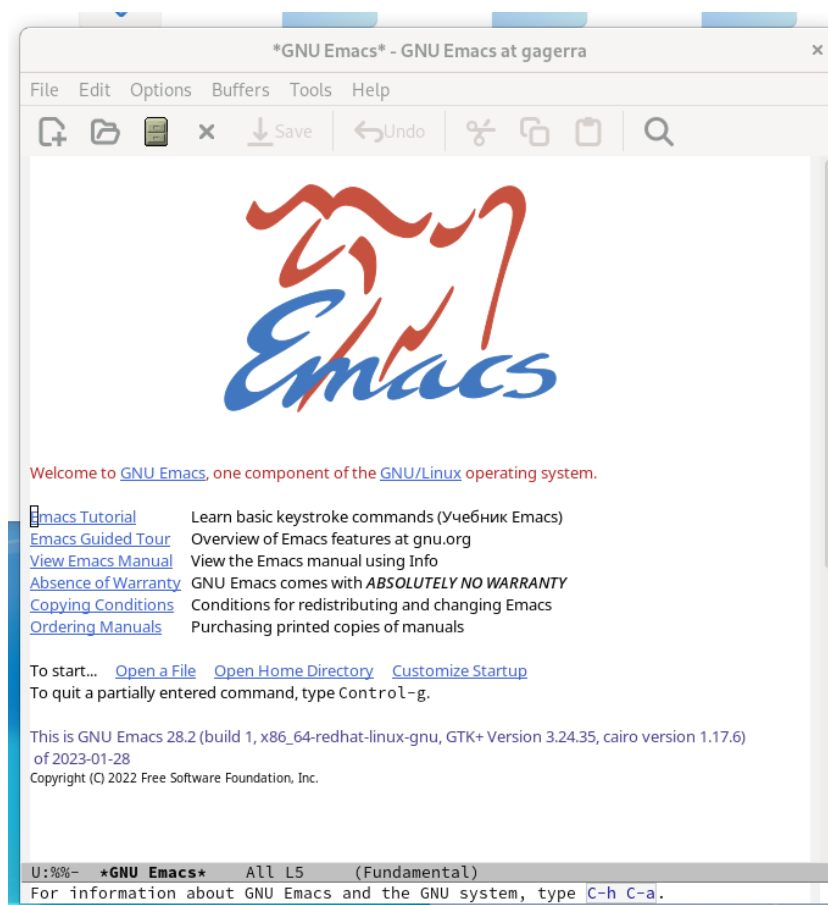 *GNU Emacs* - GNU Emacs at gagerra
File Edit Options Buffers Tools Help
Save Undo
Emacs
Welcome to GNU Emacs, one component of the GNU/Linux operating system.
Emacs Tutorial Learn basic keystroke commands (Учебник Emacs)
Emacs Guided Tour Overview of Emacs features at gnu.org
View Emacs Manual View the Emacs manual using Info
Absence of Warranty GNU Emacs comes with ABSOLUTELY NO WARRANTY
Copying Conditions Conditions for redistributing and changing Emacs
Ordering Manuals Purchasing printed copies of manuals
To start... Open a File Open Home Directory Customize Startup
To quit a partially entered command, type Control-g.
This is GNU Emacs 28.2 (build 1, x86_64-redhat-linux-gnu, GTK+ Version 3.24.35, cairo version 1.17.6)
of 2023-01-28
Copyright (C) 2022 Free Software Foundation, Inc.
U:%%- *GNU Emacs* All L5 (Fundamental)
For information about GNU Emacs and the GNU system, type C-h C-a.